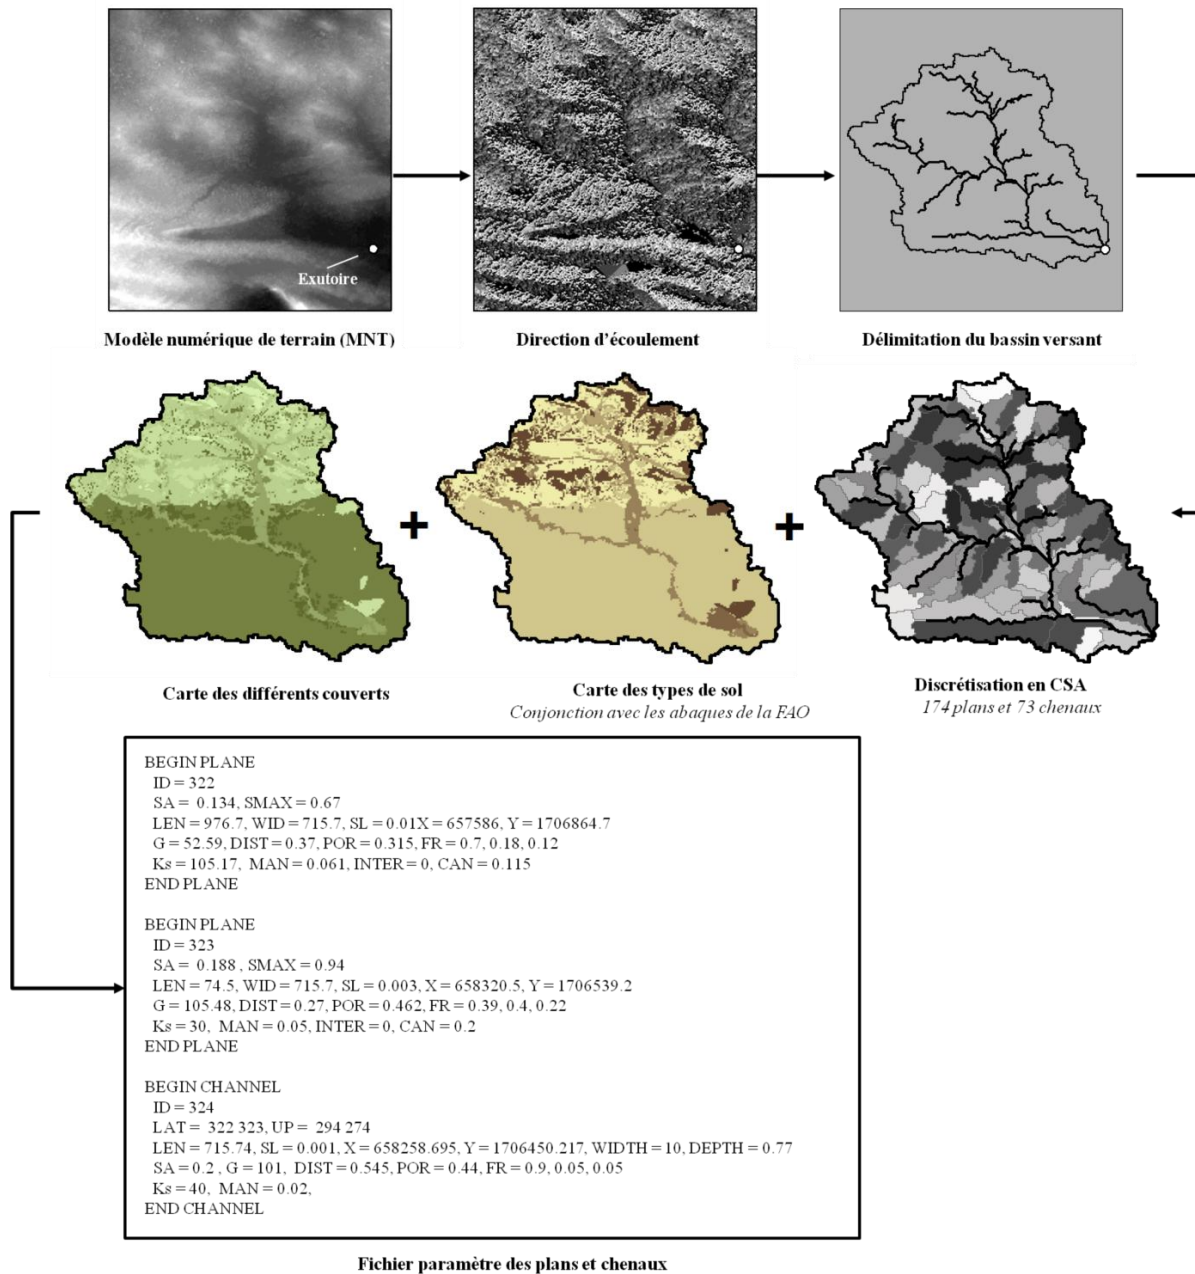 Exutoire
Modèle numérique de terrain (MNT)
Direction d'écoulement
Délimitation du bassin versant
+
+
Carte des différents couverts
Carte des types de sol
Conjonction avec les abaques de la FAO
Discrétisation en CSA
174 plans et 73 chenaux
BEGIN PLANE
ID = 322
SA = 0.134, SMAX = 0.67
LEN = 976.7, WID = 715.7, SL = 0.01X = 657586, Y = 1706864.7
G = 52.59, DIST = 0.37, POR = 0.315, FR = 0.7, 0.18, 0.12
Ks = 105.17, MAN = 0.061, INTER = 0, CAN = 0.115
END PLANE
BEGIN PLANE
ID = 323
SA = 0.188 , SMAX = 0.94
LEN = 74.5, WID = 715.7, SL = 0.003, X = 658320.5, Y = 1706539.2
G = 105.48, DIST = 0.27, POR = 0.462, FR = 0.39, 0.4, 0.22
Ks = 30, MAN = 0.05, INTER = 0, CAN = 0.2
END PLANE
BEGIN CHANNEL
ID = 324
LAT = 322 323, UP = 294 274
LEN = 715.74, SL = 0.001, X = 658258.695, Y = 1706450.217, WIDTH = 10, DEPTH = 0.77
SA = 0.2 , G = 101, DIST = 0.545, POR = 0.44, FR = 0.9, 0.05, 0.05
Ks = 40, MAN = 0.02,
END CHANNEL
Fichier paramètre des plans et chenaux